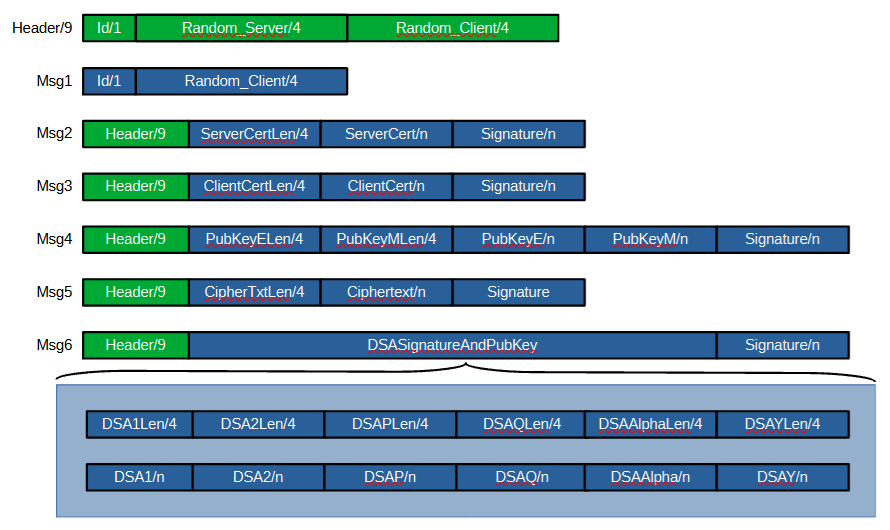 Header/9 Id/1 Random_Server/4 Random_Client/4
Msg1 Id/1 Random_Client/4
Msg2 Header/9 ServerCertLen/4 ServerCert/n Signature/n
Msg3 Header/9 ClientCertLen/4 ClientCert/n Signature/n
Msg4 Header/9 PubKeyELen/4 PubKeyMLen/4 PubKeyE/n PubKeyM/n Signature/n
Msg5 Header/9 CipherTxtLen/4 Ciphertext/n Signature
Msg6 Header/9 DSASignatureAndPubKey Signature/n
DSA1Len/4 DSA2Len/4 DSAPLen/4 DSAQLen/4 DSAAlphaLen/4 DSAYLen/4
DSA1/n DSA2/n DSAP/n DSAQ/n DSAAlpha/n DSAY/n